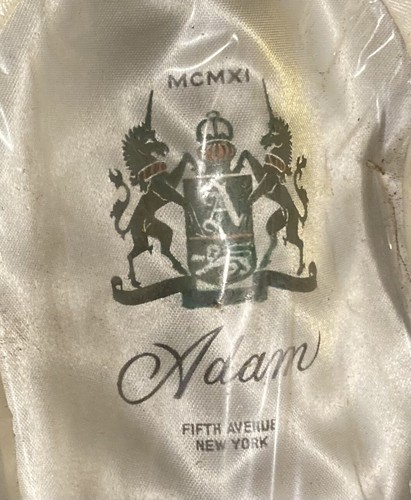 MCMXI
A
Adam
FIFTH AVENUE
NEW YORK